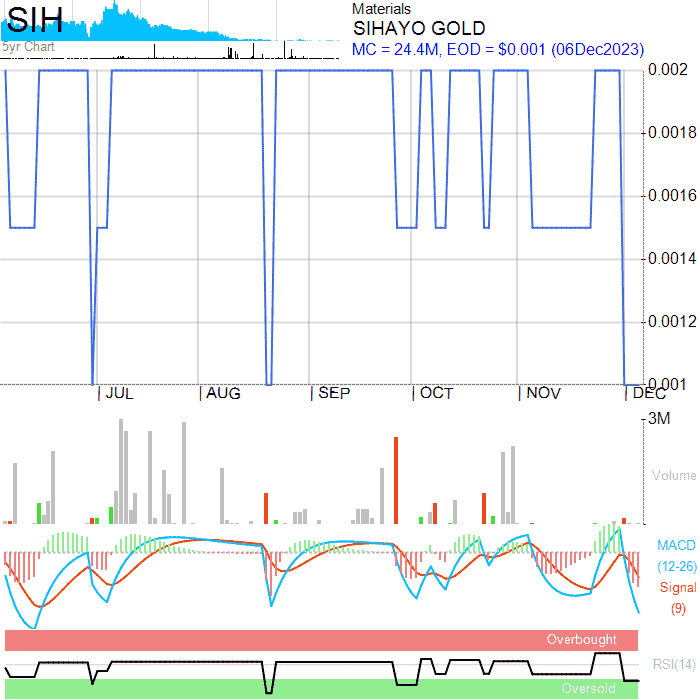 SIH
5yr Chart
Materials
SIHAYO GOLD
MC = 24.4M, EOD = $0.001 (06Dec2023)
0.002
0.0018
0.0016
0.0014
0.0012
0.001
JUL AUG SEP OCT NOV DEC
3M
Volume
MACD
(12-26)
Signal
(9)
Overbought
RSI(14)
Oversold